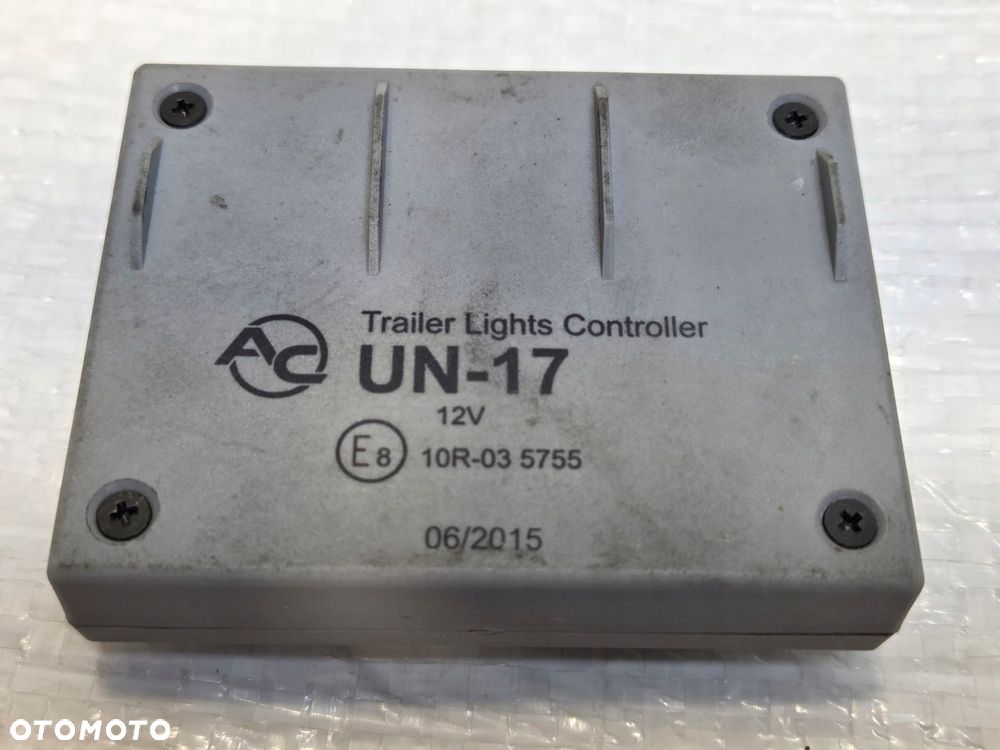 Trailer Lights Controller
AC UN-17
12V
E8 10R-03 5755
06/2015
OTOMOTO